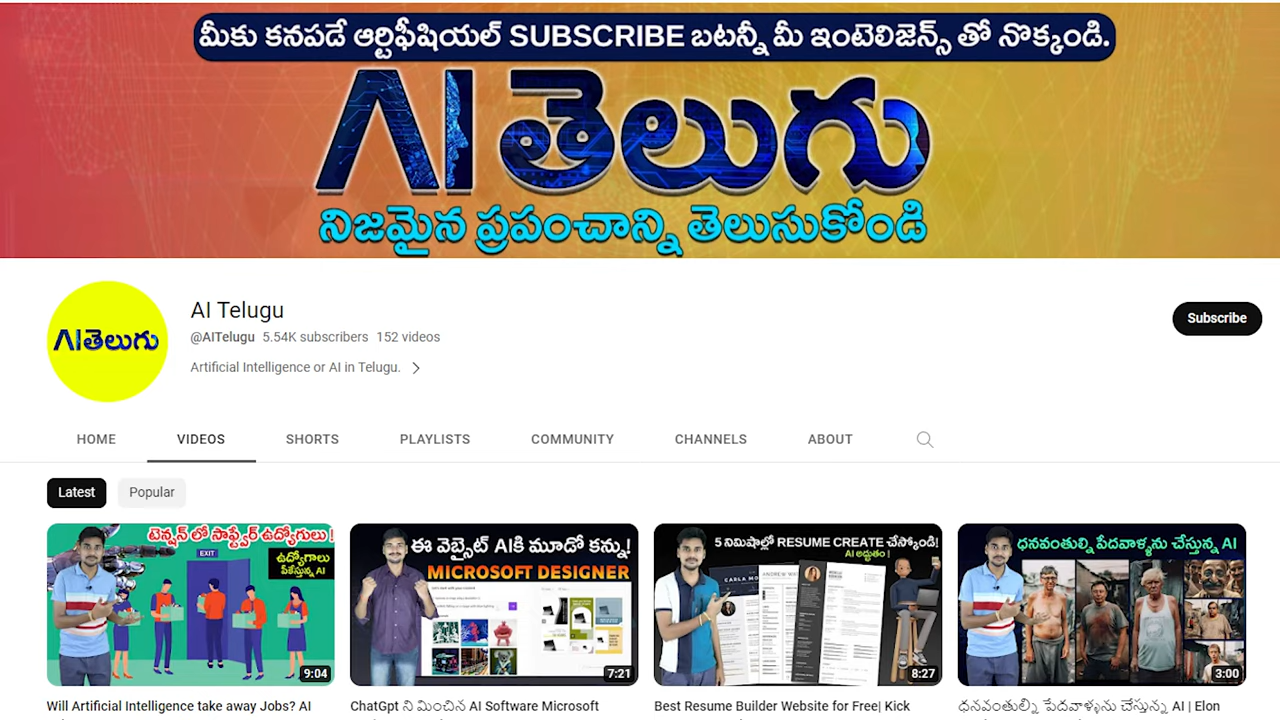 మీకు కనపడే ఆర్టిఫీషియల్ SUBSCRIBE బటన్నీ మీ ఇంటెలిజెన్స్ తో నొక్కండి.
AI తెలుగు
నిజమైన ప్రపంచాన్ని తెలుసుకోండి
AIతెలుగు
AI Telugu
@AITelugu 5.54K subscribers 152 videos
Artificial Intelligence or AI in Telugu.
Subscribe
HOME VIDEOS SHORTS PLAYLISTS COMMUNITY CHANNELS ABOUT
Latest Popular
టెన్షన్ లో సాఫ్ట్వేర్ ఉద్యోగులు !
EXIT
ఉద్యోగాలు
పీకేస్తున్న AI
9:04
ఈ వెబ్సైట్ AIకి మూడో కన్ను!
MICROSOFT DESIGNER
7:21
5 నిమిషాల్లో RESUME CREATE చేస్కోండి!
AI అద్భుతం !
8:27
ధనవంతుల్ని పేదవాళ్ళను చేస్తున్న AI
3:00
Will Artificial Intelligence take away Jobs? AI
ChatGpt ని మించిన AI Software Microsoft
Best Resume Builder Website for Free| Kick
ధనవంతుల్ని పేదవాళ్ళను చేస్తున్న AI | Elon